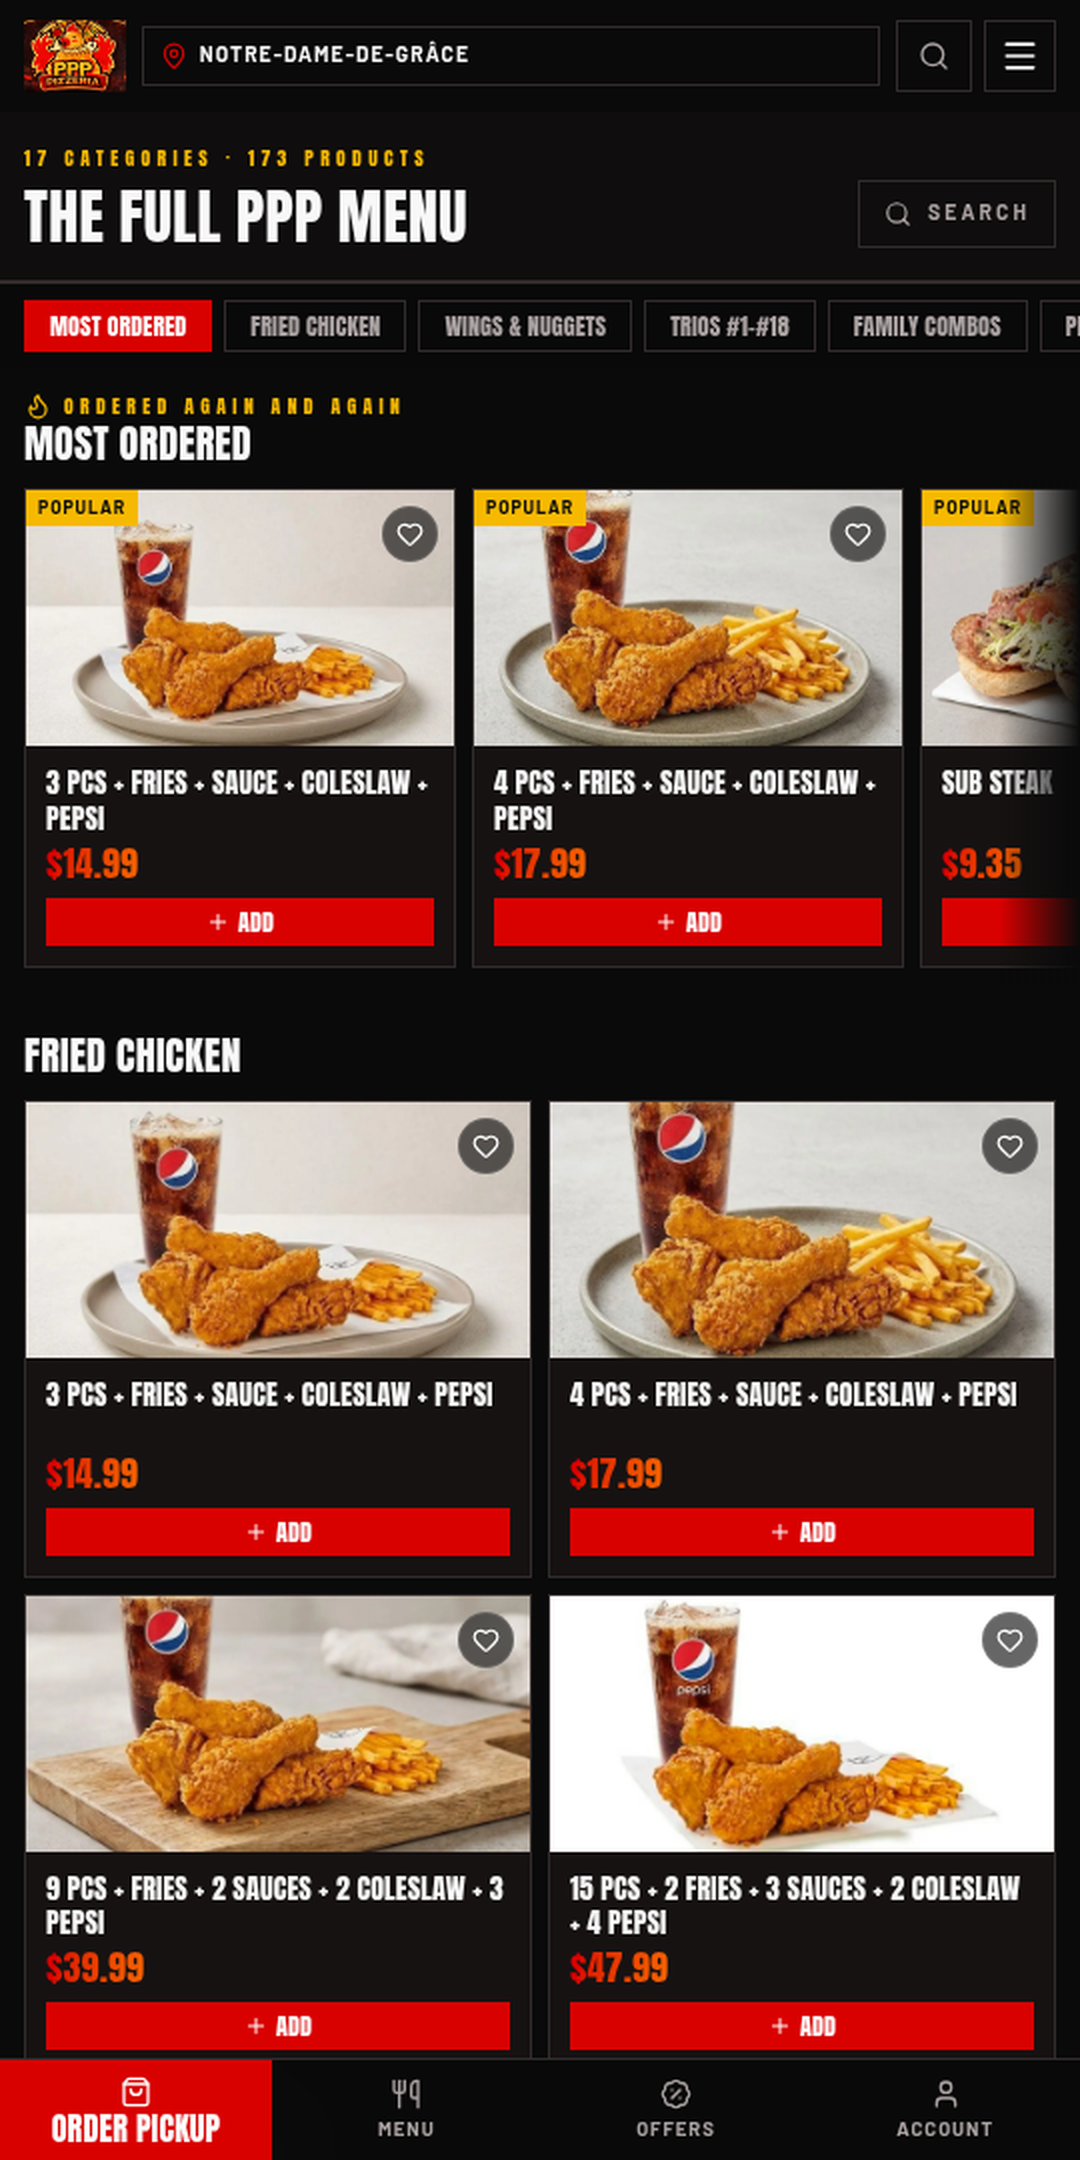 PPP
PIZZERIA
NOTRE-DAME-DE-GRÂCE
17 CATEGORIES · 173 PRODUCTS
THE FULL PPP MENU
SEARCH
MOST ORDERED
FRIED CHICKEN
WINGS & NUGGETS
TRIOS #1-#18
FAMILY COMBOS
ORDERED AGAIN AND AGAIN
MOST ORDERED
POPULAR
POPULAR
POPULAR
3 PCS + FRIES + SAUCE + COLESLAW +
PEPSI
$14.99
+ ADD
4 PCS + FRIES + SAUCE + COLESLAW +
PEPSI
$17.99
+ ADD
SUB STEAK
$9.35
FRIED CHICKEN
3 PCS + FRIES + SAUCE + COLESLAW + PEPSI
$14.99
+ ADD
4 PCS + FRIES + SAUCE + COLESLAW + PEPSI
$17.99
+ ADD
pepsi
9 PCS + FRIES + 2 SAUCES + 2 COLESLAW + 3
PEPSI
$39.99
+ ADD
15 PCS + 2 FRIES + 3 SAUCES + 2 COLESLAW
+ 4 PEPSI
$47.99
+ ADD
ORDER PICKUP
MENU
OFFERS
ACCOUNT